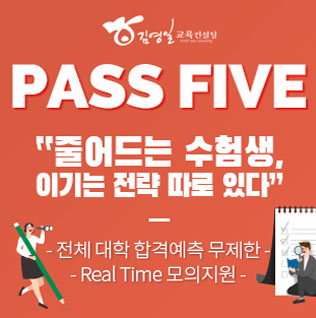 김영일 교육컨설팅
PASS FIVE
“줄어드는 수험생,
이기는 전략 따로 있다”
- 전체 대학 합격예측 무제한 -
- Real Time 모의지원 -